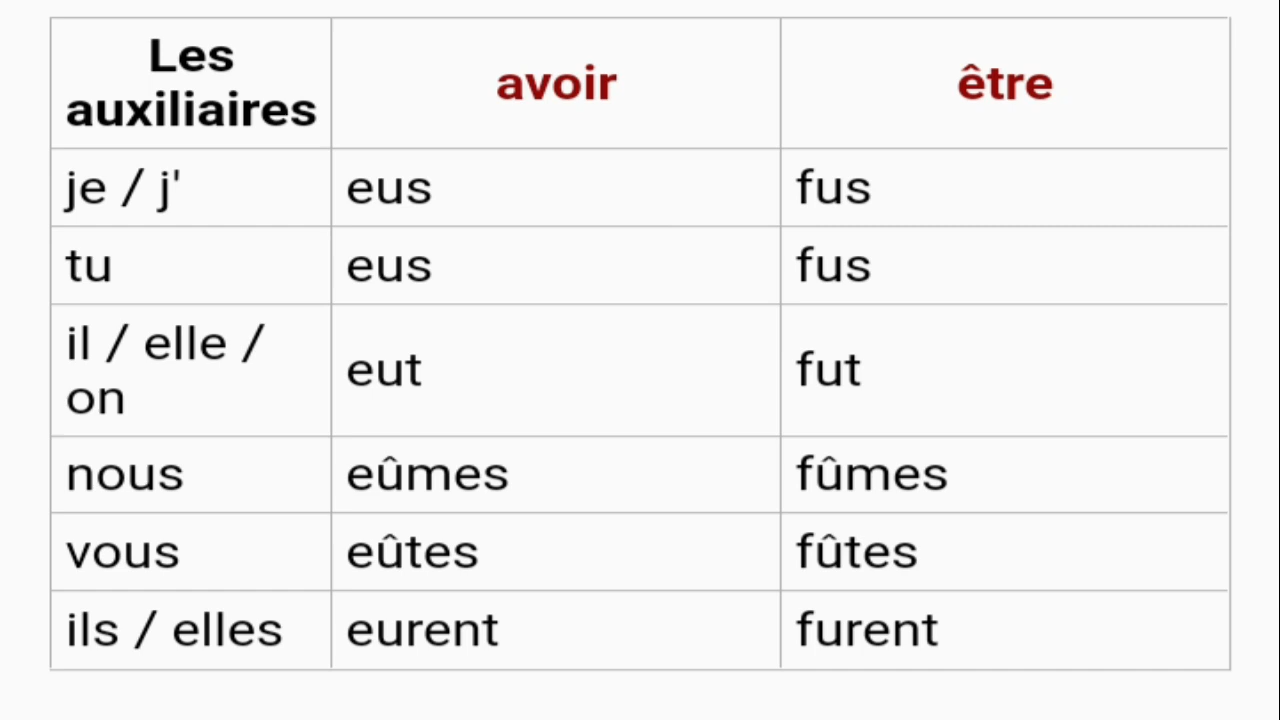 Les auxiliaires avoir être
je / j' eus fus
tu eus fus
il / elle / on eut fut
nous eûmes fûmes
vous eûtes fûtes
ils / elles eurent furent